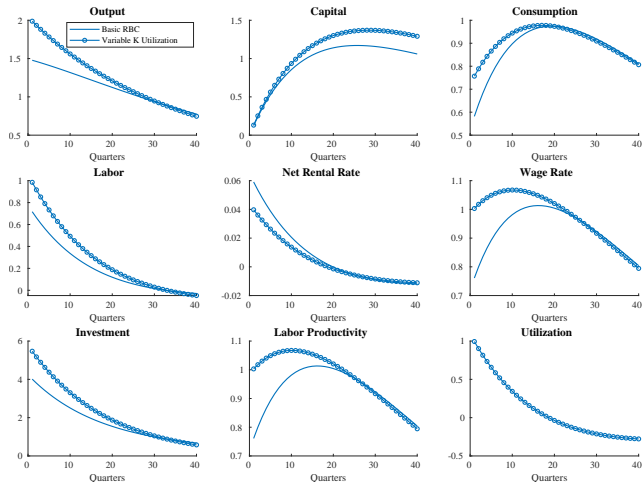 Output
Capital
Consumption
2
1.5
1
0.5
Basic RBC
Variable K Utilization
1.5
1
0.5
0
1
0.9
0.8
0.7
0.6
0.5
0 10 20 30 40
0 10 20 30 40
0 10 20 30 40
Quarters
Quarters
Quarters
Labor
Net Rental Rate
Wage Rate
1
0.8
0.6
0.4
0.2
0
0.06
0.04
0.02
0
-0.02
1.1
1
0.9
0.8
0.7
0 10 20 30 40
0 10 20 30 40
0 10 20 30 40
Quarters
Quarters
Quarters
Investment
Labor Productivity
Utilization
6
4
2
0
1.1
1
0.9
0.8
0.7
1
0.5
0
-0.5
0 10 20 30 40
0 10 20 30 40
0 10 20 30 40
Quarters
Quarters
Quarters